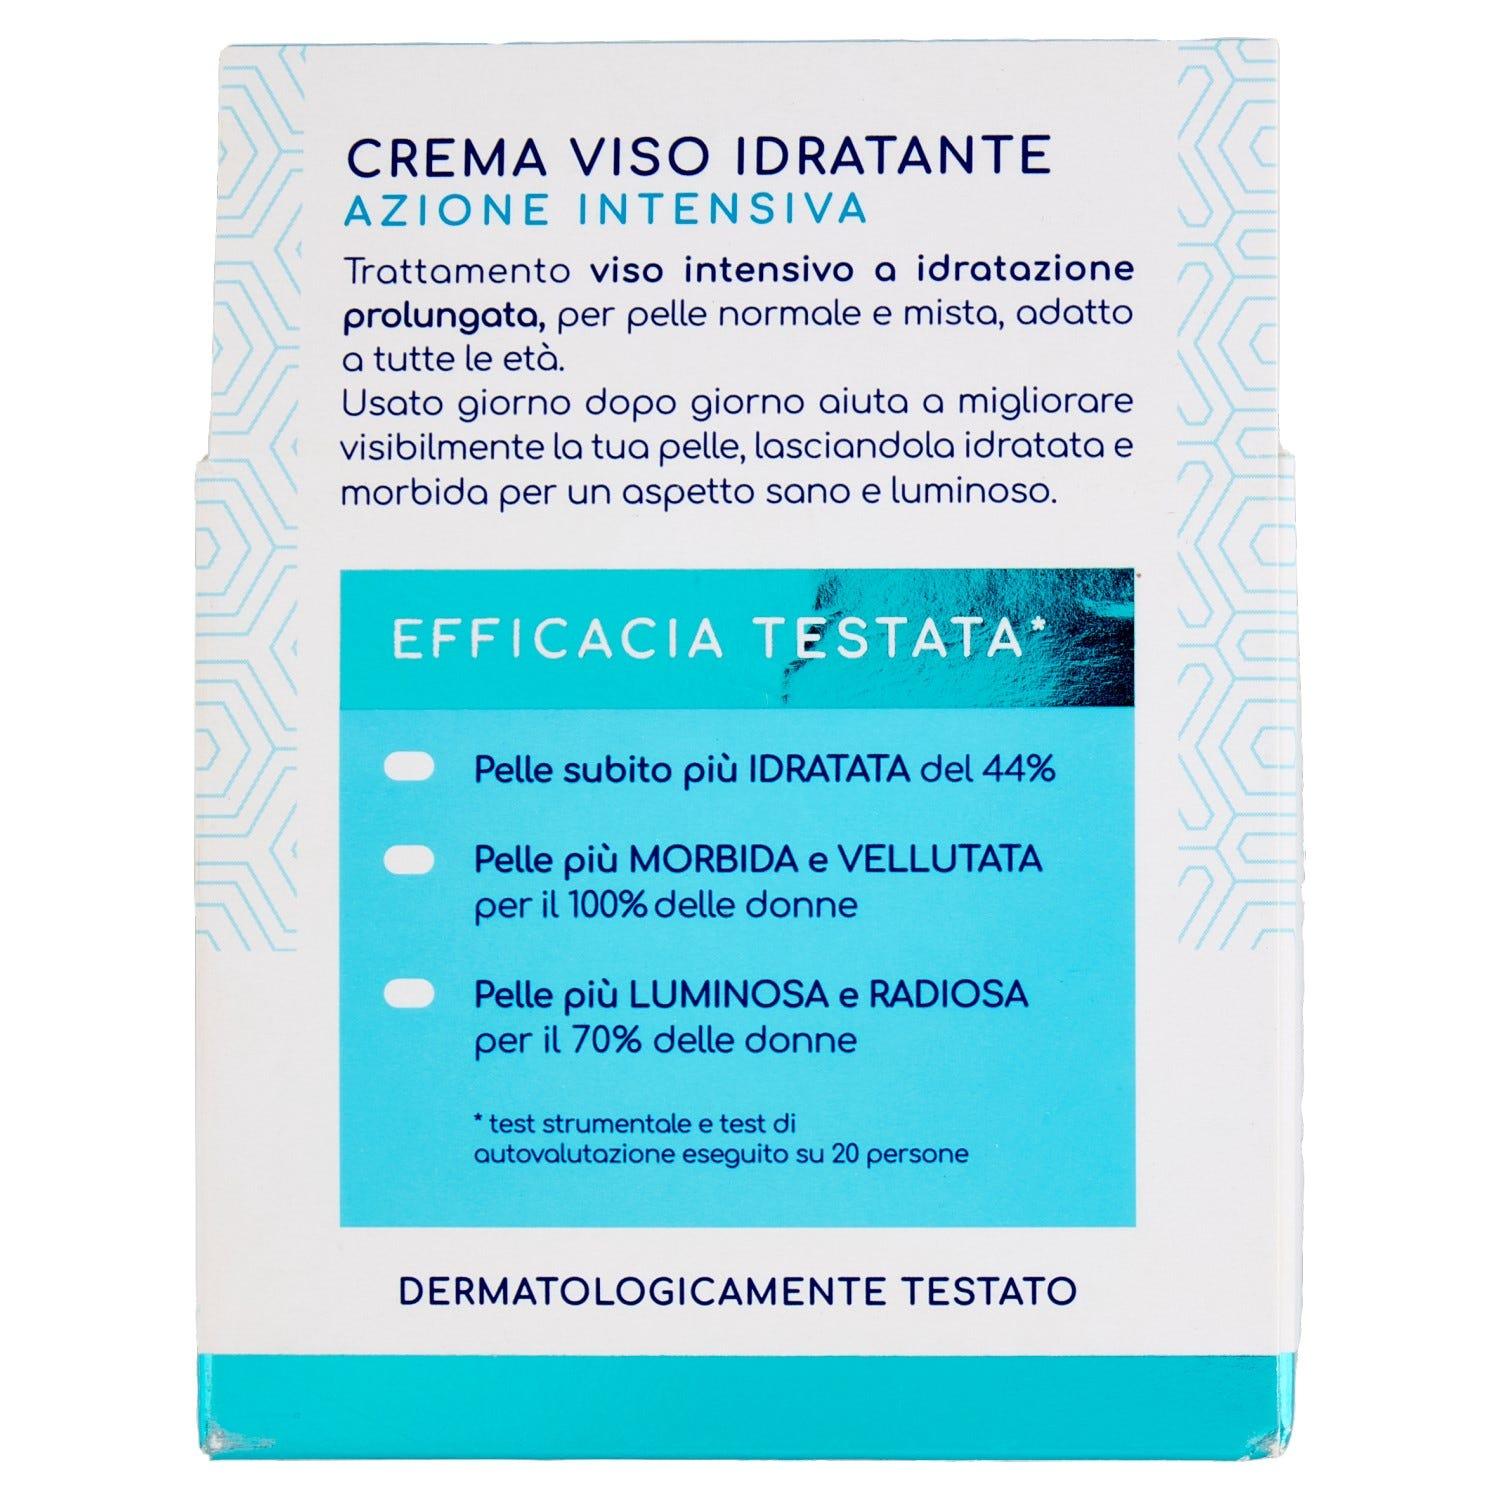 CREMA VISO IDRATANTE
AZIONE INTENSIVA
Trattamento viso intensivo a idratazione
prolungata, per pelle normale e mista, adatto
a tutte le età.
Usato giorno dopo giorno aiuta a migliorare
visibilmente la tua pelle, lasciandola idratata e
morbida per un aspetto sano e luminoso.
EFFICACIA TESTATA*
Pelle subito più IDRATATA del 44%
Pelle più MORBIDA e VELLUTATA
per il 100% delle donne
Pelle più LUMINOSA e RADIOSA
per il 70% delle donne
* test strumentale e test di
autovalutazione eseguito su 20 persone
DERMATOLOGICAMENTE TESTATO